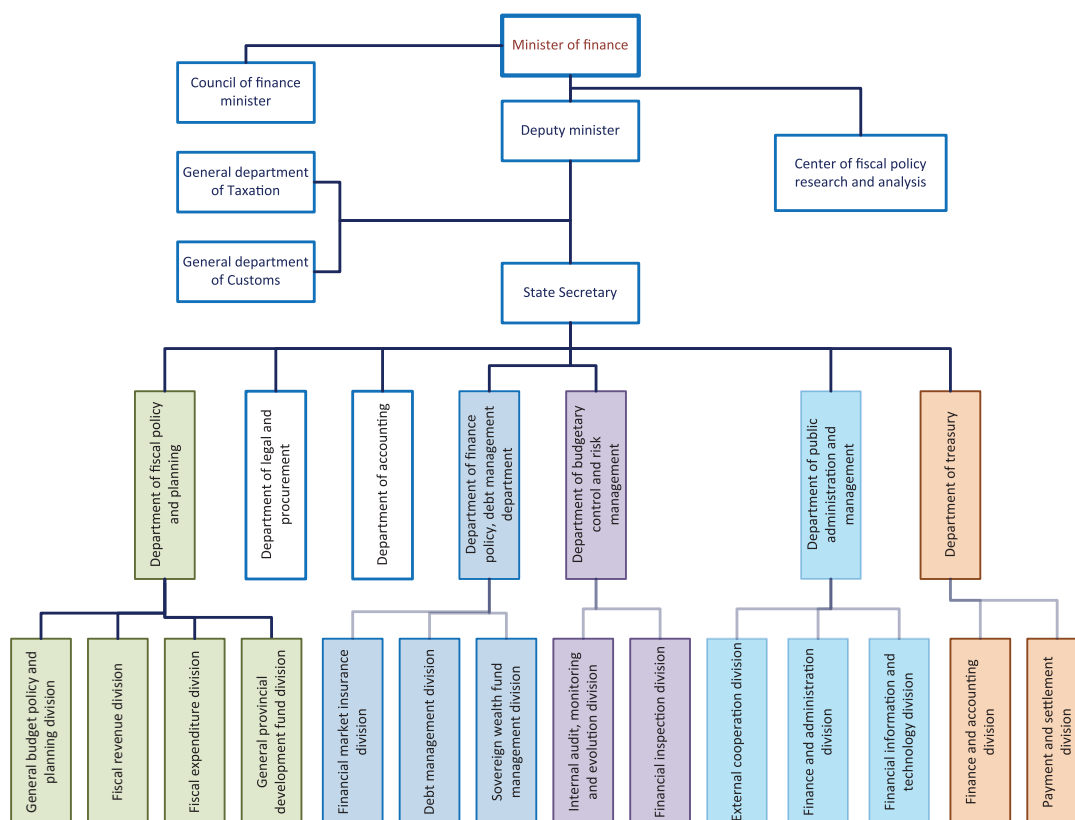 Minister of finance
Council of finance
minister
Deputy minister
Center of fiscal policy
research and analysis
General department
of Taxation
General department
of Customs
State Secretary
Department of fiscal policy
and planning
Department of legal and
procurement
Department of accounting
Department of finance
policy, debt management
department
Department of budgetary
control and risk
management
Department of public
administration and
management
Department of treasury
General budget policy and
planning division
Fiscal revenue division
Fiscal expenditure division
General provincial
development fund division
Financial market insurance
division
Debt management division
Sovereign wealth fund
management division
Internal audit, monitoring
and evolution division
Financial inspection division
External cooperation division
Finance and administration
division
Financial information and
technology division
Finance and accounting
division
Payment and settlement
division